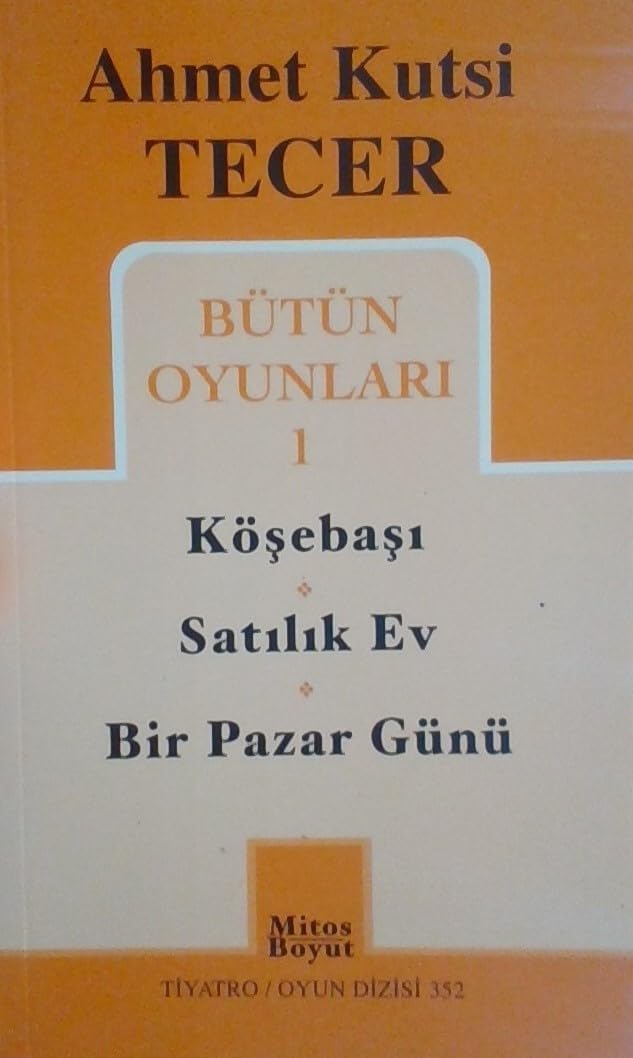 Ahmet Kutsi
TECER
BÜTÜN
OYUNLARI
1
Köşebaşı
Satılık Ev
Bir Pazar Günü
Mitos
Boyut
TİYATRO / OYUN DİZİSİ 352